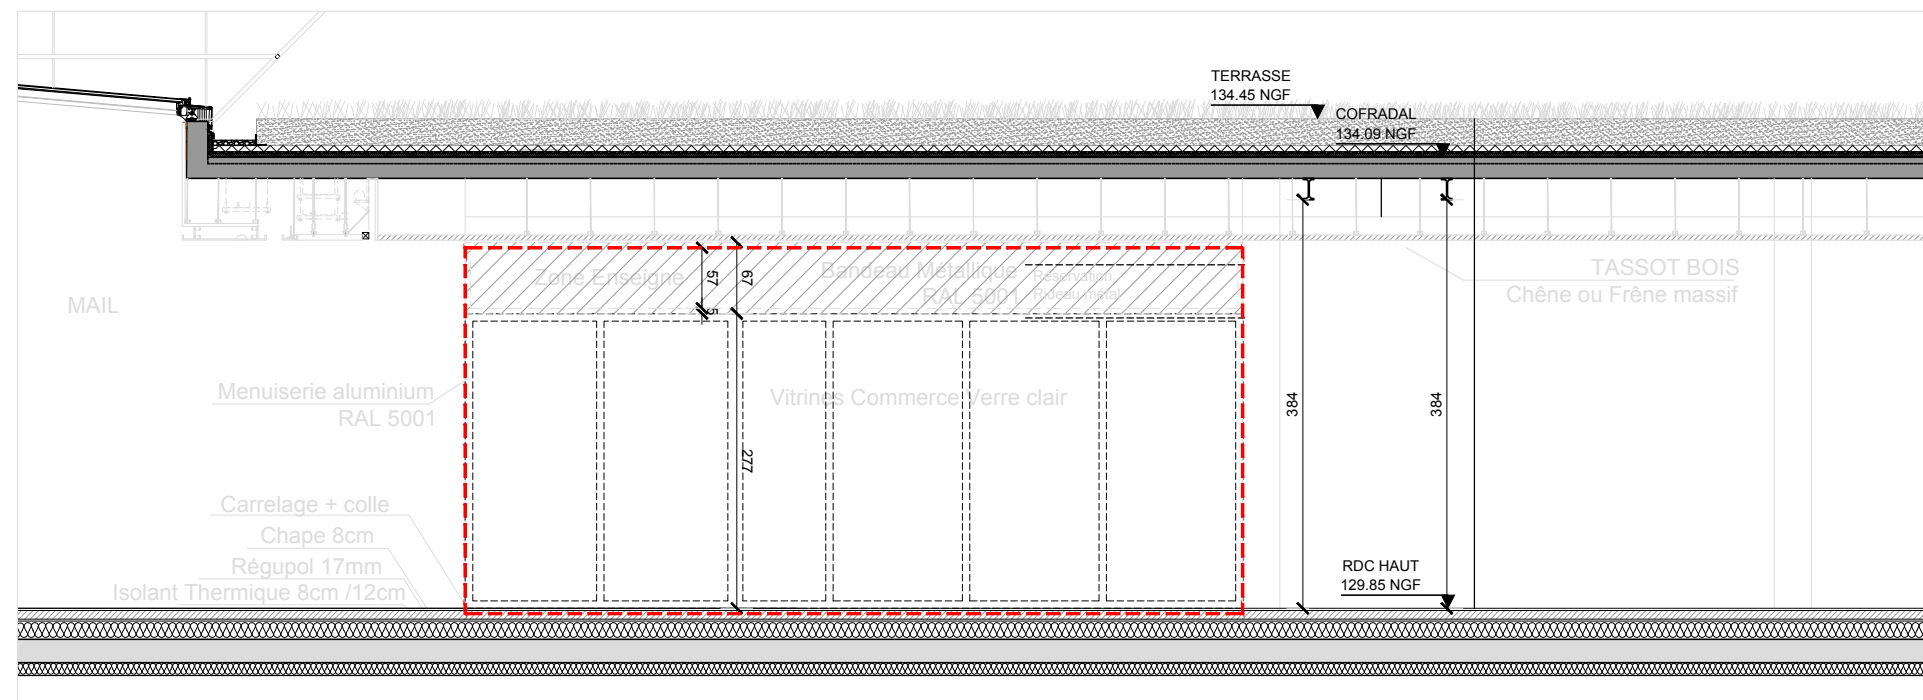 TERRASSE
134.45 NGF
COFRADAL
134.09 NGF
Zone Enseigne
57
67
Bandeau Métallique
RAL 5001
Réservation
Rideau métal
TASSOT BOIS
Chêne ou Frêne massif
MAIL
5
Menuiserie aluminium
RAL 5001
Vitrines Commerce Verre clair
384
384
277
Carrelage + colle
Chape 8cm
Régupol 17mm
Isolant Thermique 8cm /12cm
RDC HAUT
129.85 NGF